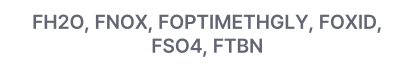 FH2O, FNOX, FOPTIMETHGLY, FOXID,
FSO4, FTBN